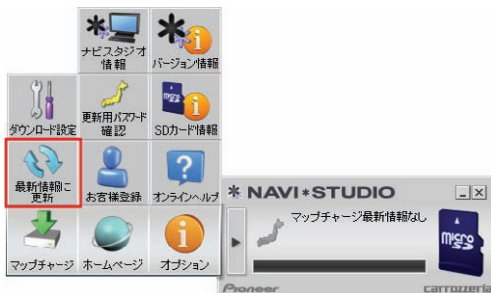 ナビスタジオ
情報
バージョン情報
ダウンロード設定
更新用パスワード
確認
SDカード情報
最新情報に
更新
お客様登録
オンラインヘルプ
マップチャージ
ホームページ
オプション
NAVI*STUDIO
マップチャージ最新情報なし
micro
Pioneer
carrozzeria